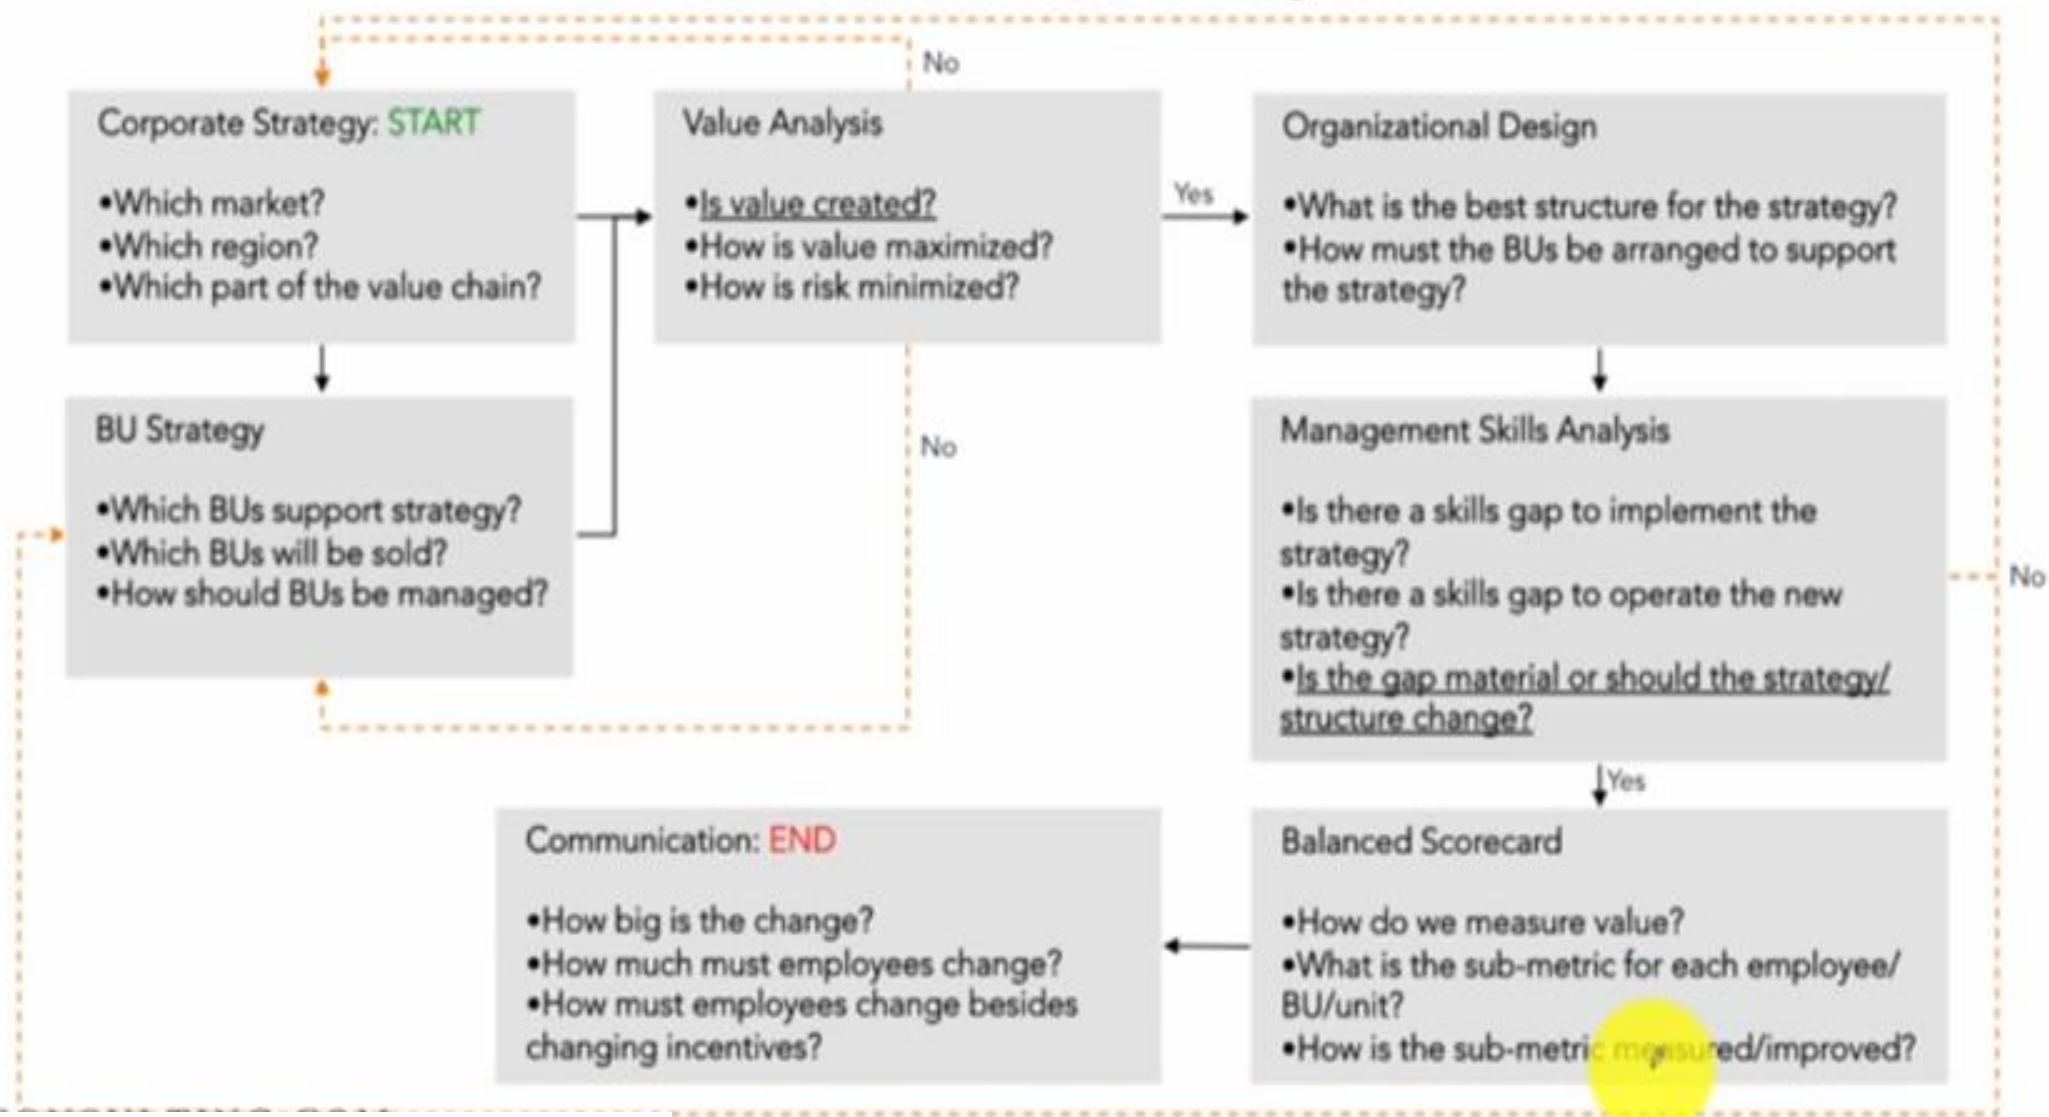 No
Corporate Strategy: START
•Which market?
•Which region?
•Which part of the value chain?
Value Analysis
•Is value created?
•How is value maximized?
•How is risk minimized?
Yes
Organizational Design
•What is the best structure for the strategy?
•How must the BUs be arranged to support
the strategy?
BU Strategy
•Which BUs support strategy?
•Which BUs will be sold?
•How should BUs be managed?
No
Management Skills Analysis
•Is there a skills gap to implement the
strategy?
•Is there a skills gap to operate the new
strategy?
•Is the gap material or should the strategy/
structure change?
No
Yes
Communication: END
•How big is the change?
•How much must employees change?
•How must employees change besides
changing incentives?
Balanced Scorecard
•How do we measure value?
•What is the sub-metric for each employee/
BU/unit?
•How is the sub-metric measured/improved?